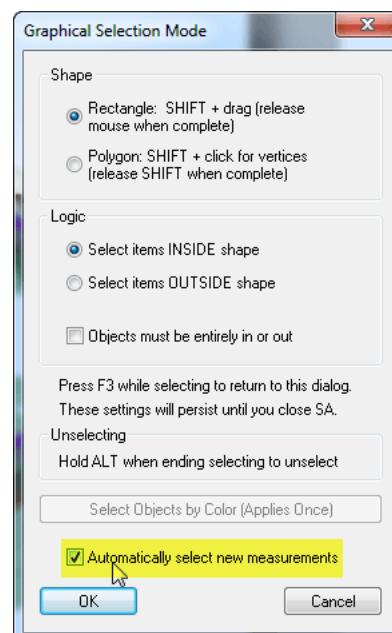 Graphical Selection Mode
Shape
Rectangle: SHIFT + drag (release
mouse when complete)
Polygon: SHIFT + click for vertices
(release SHIFT when complete)
Logic
Select items INSIDE shape
Select items OUTSIDE shape
Objects must be entirely in or out
Press F3 while selecting to return to this dialog.
These settings will persist until you close SA.
Unselecting
Hold ALT when ending selecting to unselect
Select Objects by Color (Applies Once)
Automatically select new measurements
OK
Cancel